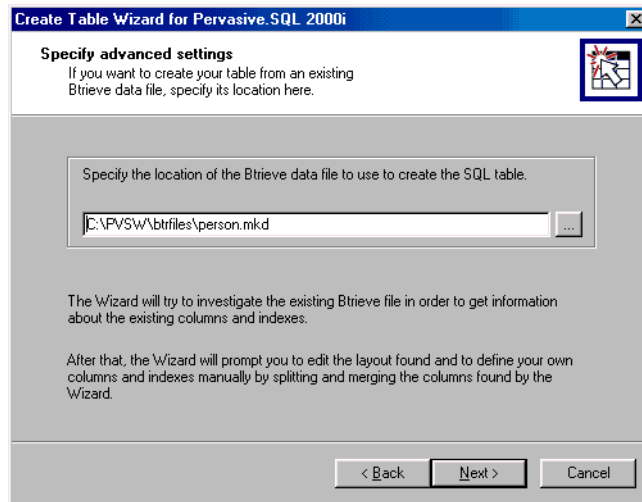 Create Table Wizard for Pervasive.SQL 2000i
Specify advanced settings
If you want to create your table from an existing
Btrieve data file, specify its location here.
Specify the location of the Btrieve data file to use to create the SQL table.
C:\PVSW\btrfiles\person.mkd
...
The Wizard will try to investigate the existing Btrieve file in order to get information
about the existing columns and indexes.
After that, the Wizard will prompt you to edit the layout found and to define your own
columns and indexes manually by splitting and merging the columns found by the
Wizard.
< Back
Next >
Cancel